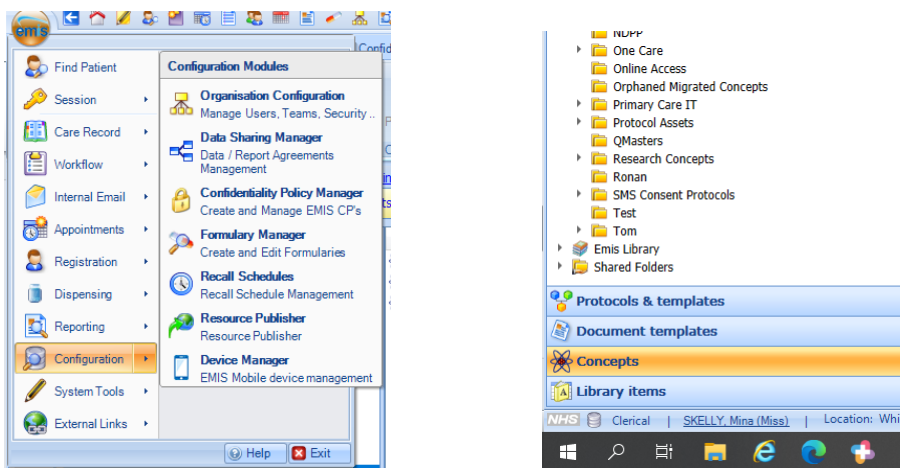 emis
Find Patient
Session
Care Record
Workflow
Internal Email
Appointments
Registration
Dispensing
Reporting
Configuration
System Tools
External Links
Configuration Modules
Organisation Configuration
Manage Users, Teams, Security ..
Data Sharing Manager
Data / Report Agreements
Management
Confidentiality Policy Manager
Create and Manage EMIS CP's
Formulary Manager
Create and Edit Formularies
Recall Schedules
Recall Schedule Management
Resource Publisher
Resource Publisher
Device Manager
EMIS Mobile device management
Help
Exit
Confid
NDPP
One Care
Online Access
Orphaned Migrated Concepts
Primary Care IT
Protocol Assets
QMasters
Research Concepts
Ronan
SMS Consent Protocols
Test
Tom
Emis Library
Shared Folders
Protocols & templates
Document templates
Concepts
Library items
NHS Clerical | SKELLY, Mina (Miss) | Location: Whi